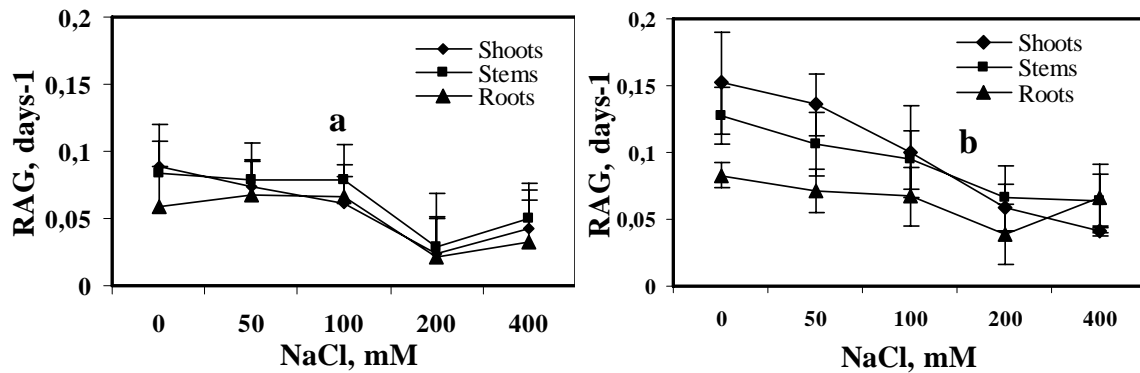 RAG, days-1
0,2
0,15
0,1
0,05
0
Shoots
Stems
Roots
a
0 50 100 200 400
NaCl, mM
RAG, days-1
0,2
0,15
0,1
0,05
0
Shoots
Stems
Roots
b
0 50 100 200 400
NaCl, mM